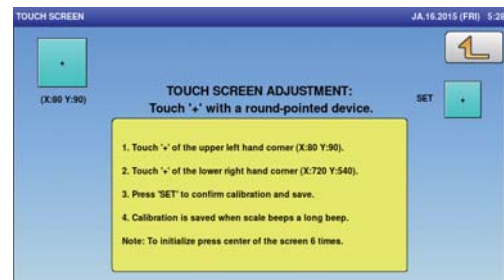 TOUCH SCREEN JA.16.2015 (FRI) 5:28
+
(X:80 Y:90)
TOUCH SCREEN ADJUSTMENT:
Touch '+' with a round-pointed device.
SET +
1. Touch '+' of the upper left hand corner (X:80 Y:90).
2. Touch '+' of the lower right hand corner (X:720 Y:540).
3. Press 'SET' to confirm calibration and save.
4. Calibration is saved when scale beeps a long beep.
Note: To initialize press center of the screen 6 times.